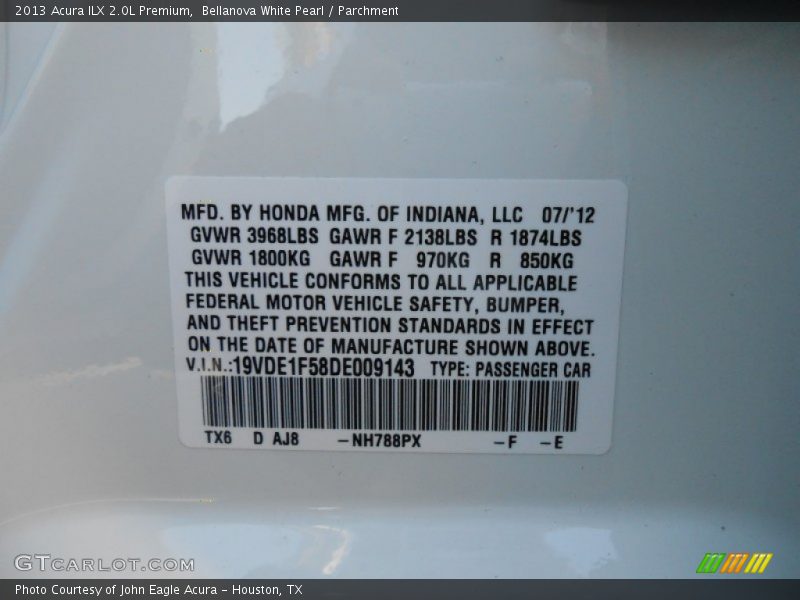 2013 Acura ILX 2.0L Premium,  Bellanova White Pearl / Parchment
MFD. BY HONDA MFG. OF INDIANA, LLC 07/'12
GVWR 3968LBS GAWR F 2138LBS R 1874LBS
GVWR 1800KG GAWR F 970KG R 850KG
THIS VEHICLE CONFORMS TO ALL APPLICABLE
FEDERAL MOTOR VEHICLE SAFETY, BUMPER,
AND THEFT PREVENTION STANDARDS IN EFFECT
ON THE DATE OF MANUFACTURE SHOWN ABOVE.
V.I.N.:19VDE1F58DE009143 TYPE: PASSENGER CAR
TX6 D AJ8 -NH788PX -F -E
GTCARLOT.COM
Photo Courtesy of John Eagle Acura - Houston, TX